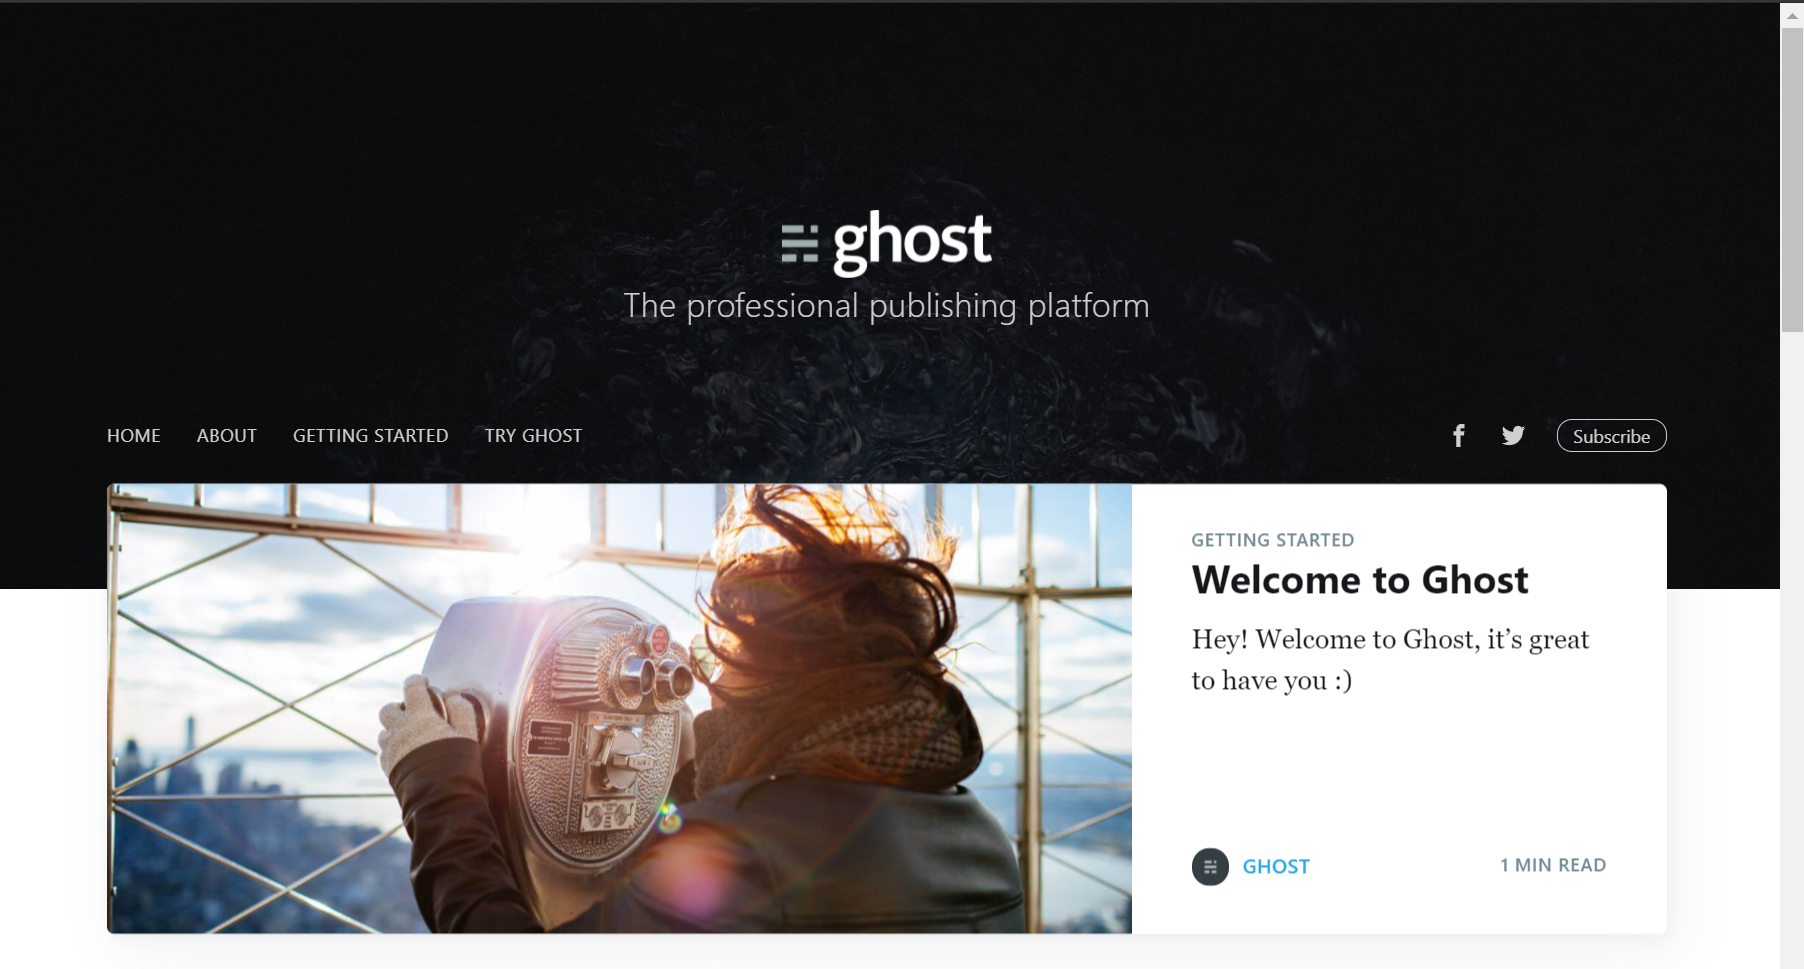 ghost
The professional publishing platform
HOME ABOUT GETTING STARTED TRY GHOST Subscribe
GETTING STARTED
Welcome to Ghost
Hey! Welcome to Ghost, it’s great
to have you :)
GHOST 1 MIN READ